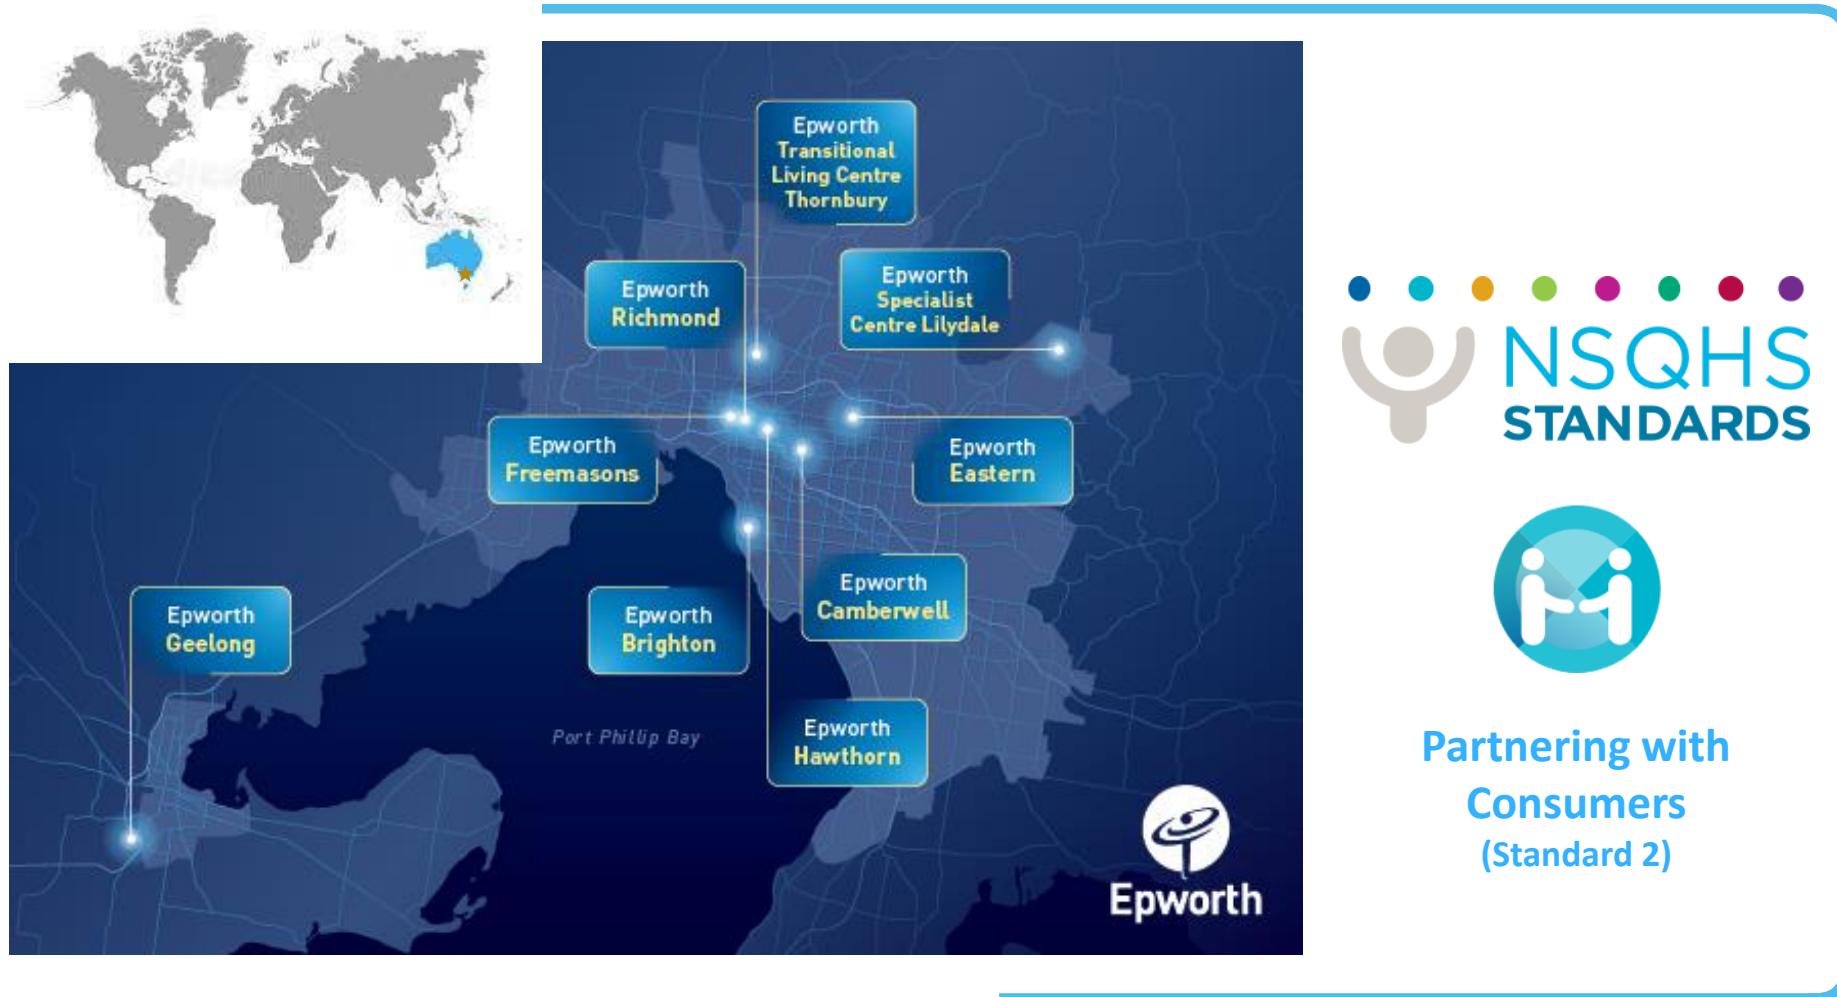 Epworth
Transitional
Living Centre
Thornbury
Epworth
Richmond
Epworth
Specialist
Centre Lilydale
Epworth
Freemasons
Epworth
Eastern
Epworth
Geelong
Epworth
Brighton
Epworth
Camberwell
Epworth
Hawthorn
Port Phillip Bay
Epworth
NSQHS
STANDARDS
Partnering with
Consumers
(Standard 2)